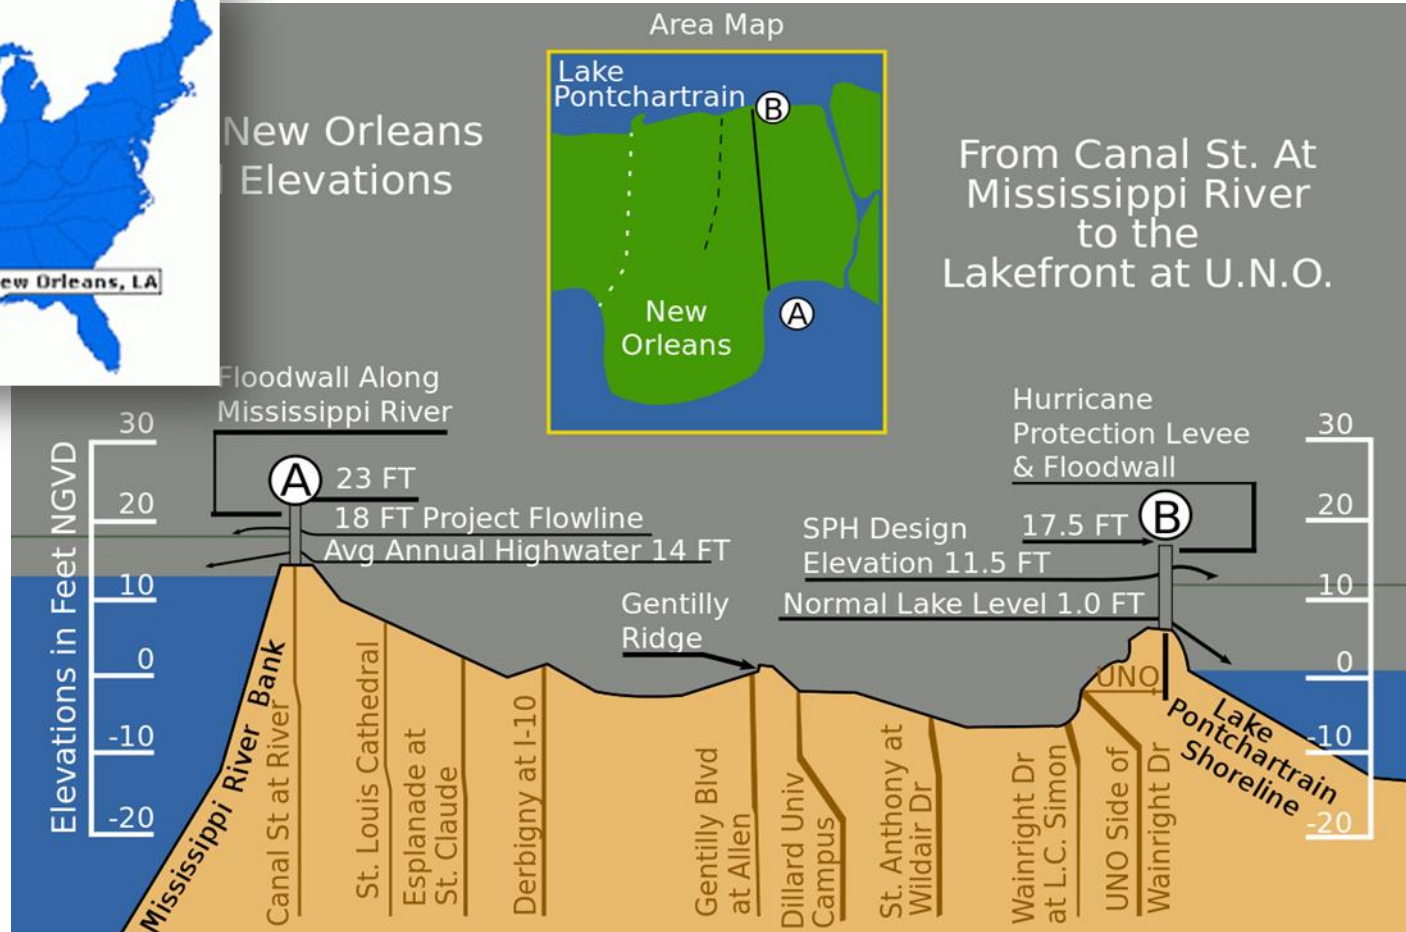 Area Map
Lake
Pontchartrain
B
New Orleans
Elevations
From Canal St. At
Mississippi River
to the
Lakefront at U.N.O.
ew Orleans, LA
New
Orleans
A
Floodwall Along
Mississippi River
Hurricane
Protection Levee
& Floodwall
Elevations in Feet NGVD
30
20
10
0
-10
-20
A
23 FT
18 FT Project Flowline
Avg Annual Highwater 14 FT
SPH Design
Elevation 11.5 FT
17.5 FT
B
Normal Lake Level 1.0 FT
Gentilly
Ridge
UNO
30
20
10
0
-10
-20
Mississippi River Bank
Canal St at River
St. Louis Cathedral
Esplanade at
St. Claude
Derbigny at I-10
Gentilly Blvd
at Allen
Dillard Univ
Campus
St. Anthony at
Wildair Dr
Wainright Dr
at L.C. Simon
UNO Side of
Wainright Dr
Lake
Pontchartrain
Shoreline